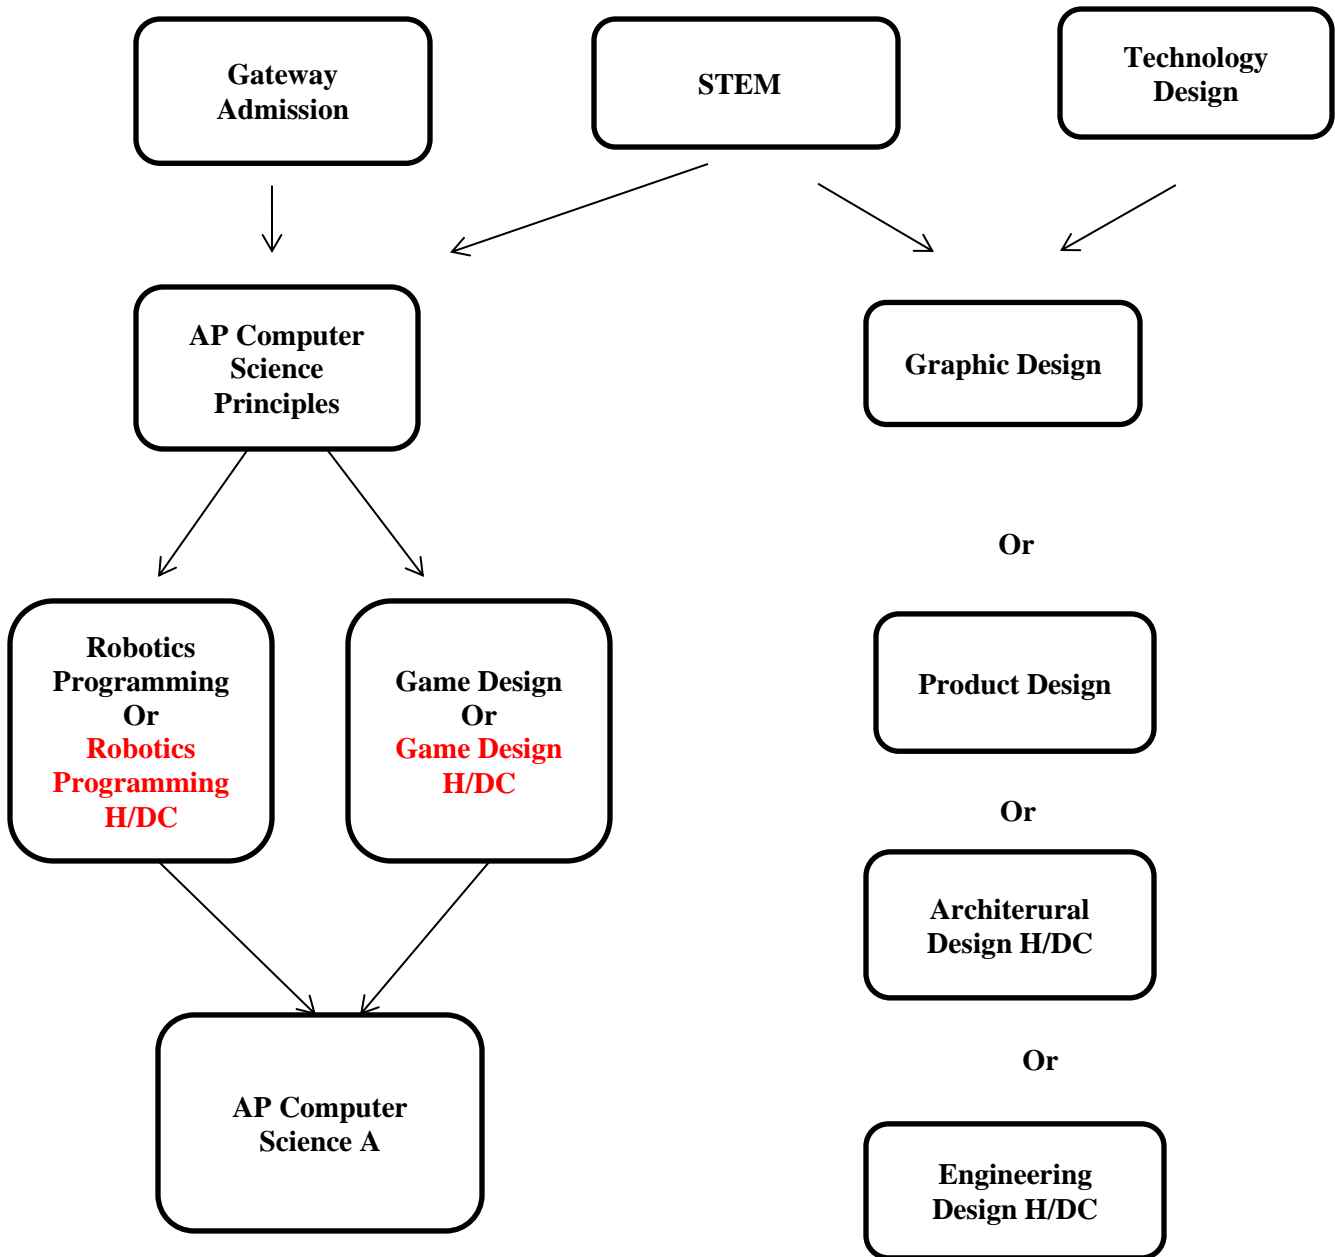 Gateway
Admission
STEM
Technology
Design
AP Computer
Science
Principles
Graphic Design
Or
Robotics
Programming
Or
Robotics
Programming
H/DC
Game Design
Or
Game Design
H/DC
Product Design
Or
Architerural
Design H/DC
Or
AP Computer
Science A
Engineering
Design H/DC